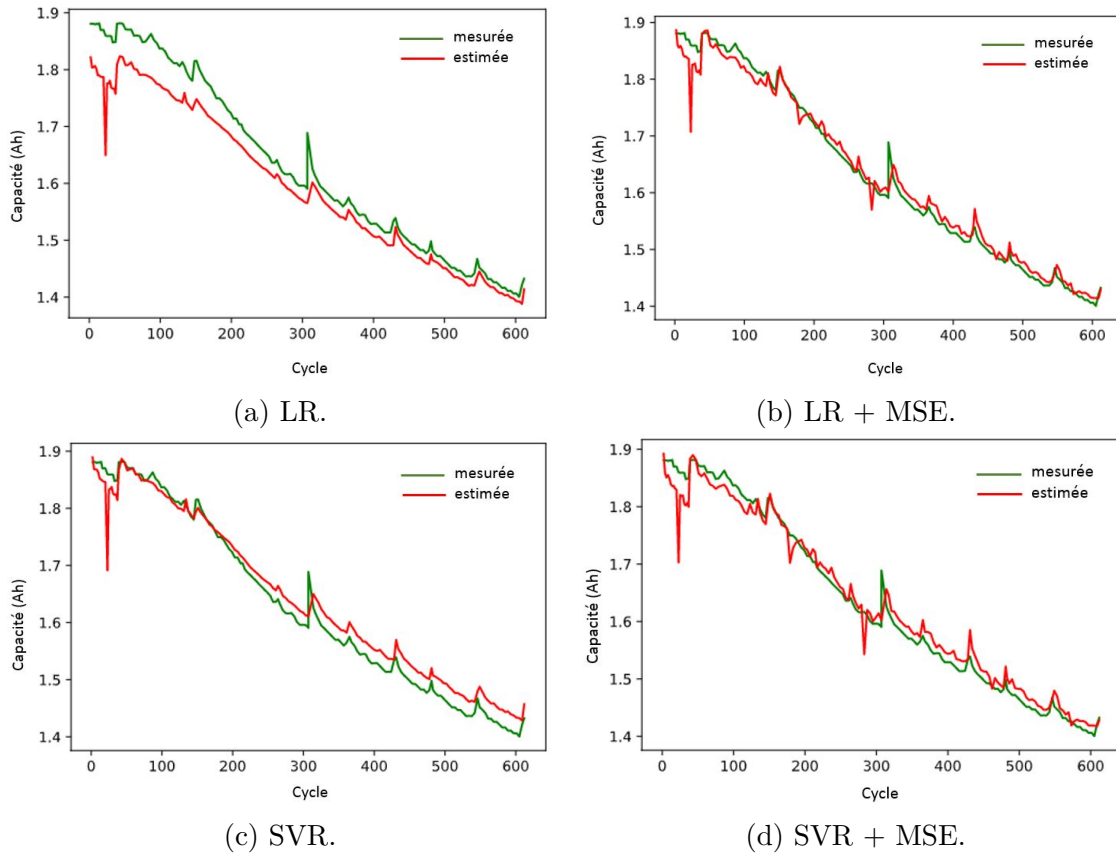 1.9
1.8
1.7
1.6
1.5
1.4
Capacité (Ah)
mesurée
estimée
0 100 200 300 400 500 600
Cycle
(a) LR.
1.9
1.8
1.7
1.6
1.5
1.4
Capacité (Ah)
mesurée
estimée
0 100 200 300 400 500 600
Cycle
(b) LR + MSE.
1.9
1.8
1.7
1.6
1.5
1.4
Capacité (Ah)
mesurée
estimée
0 100 200 300 400 500 600
Cycle
(c) SVR.
1.9
1.8
1.7
1.6
1.5
1.4
Capacité (Ah)
mesurée
estimée
0 100 200 300 400 500 600
Cycle
(d) SVR + MSE.